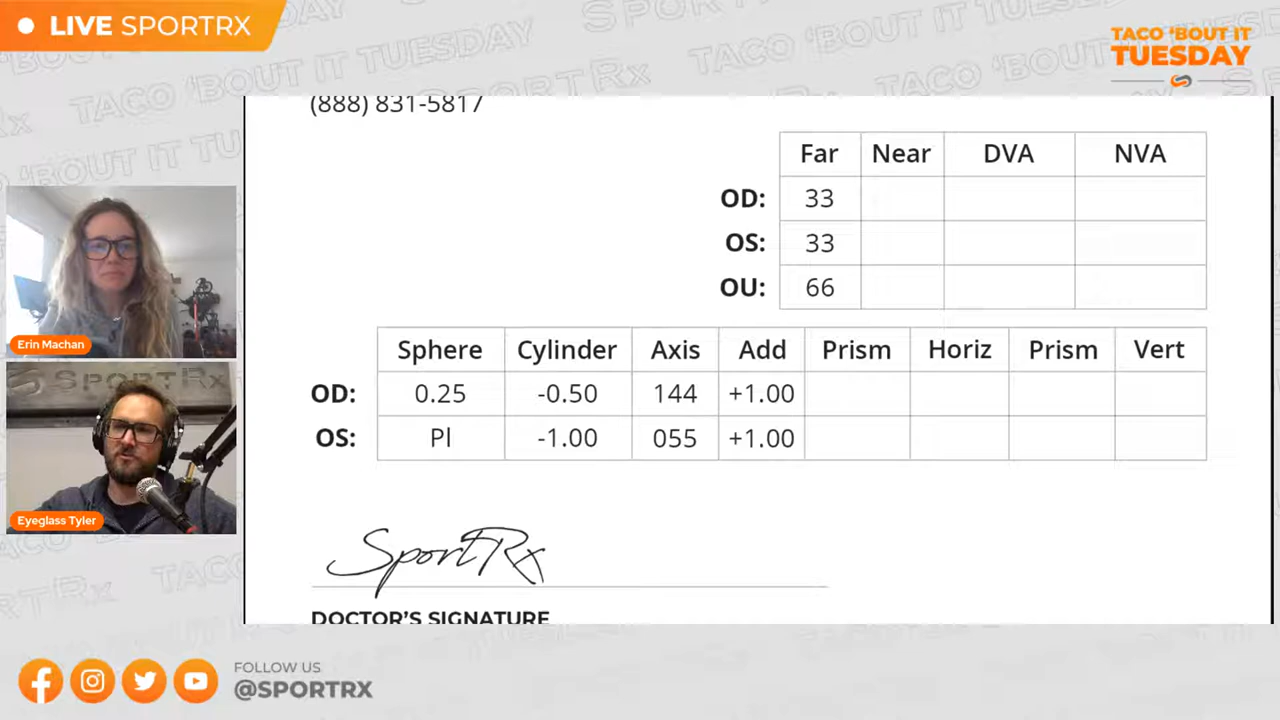 LIVE SPORTRX
TACO 'BOUT IT
TUESDAY
(888) 831-5817
Far Near DVA NVA
OD: 33
OS: 33
OU: 66
Sphere Cylinder Axis Add Prism Horiz Prism Vert
OD: 0.25 -0.50 144 +1.00
OS: Pl -1.00 055 +1.00
SportRx
DOCTOR'S SIGNATURE
Erin Machan
SPORTRX
Eyeglass Tyler
FOLLOW US
@SPORTRX